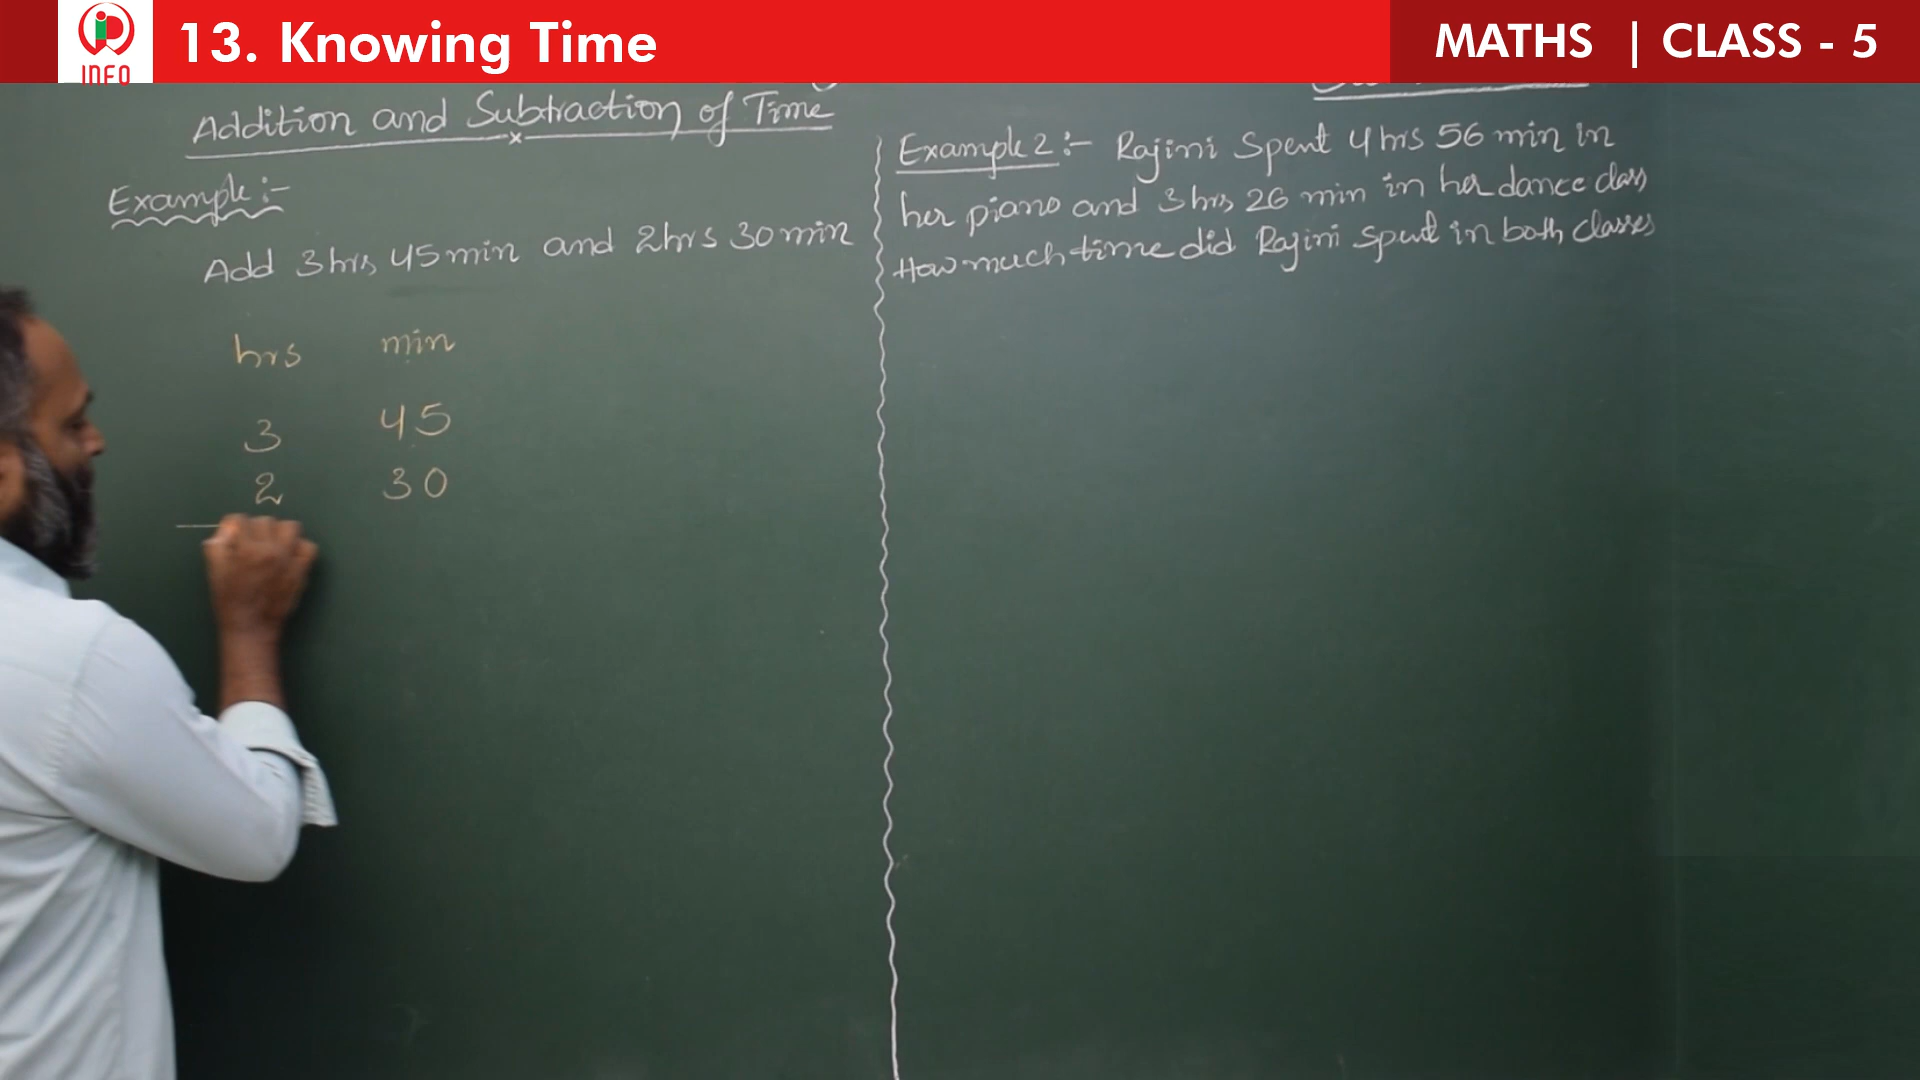 INFO
13. Knowing Time
MATHS | CLASS - 5
Addition and Subtraction of Time
Example:-
Add 3hrs 45min and 2hrs 30min
hrs min
3 45
2 30
Example 2:- Rajini Spent 4hrs 56 min in
her piano and 3hrs 26 min in her dance class
How much time did Rajini spent in both classes